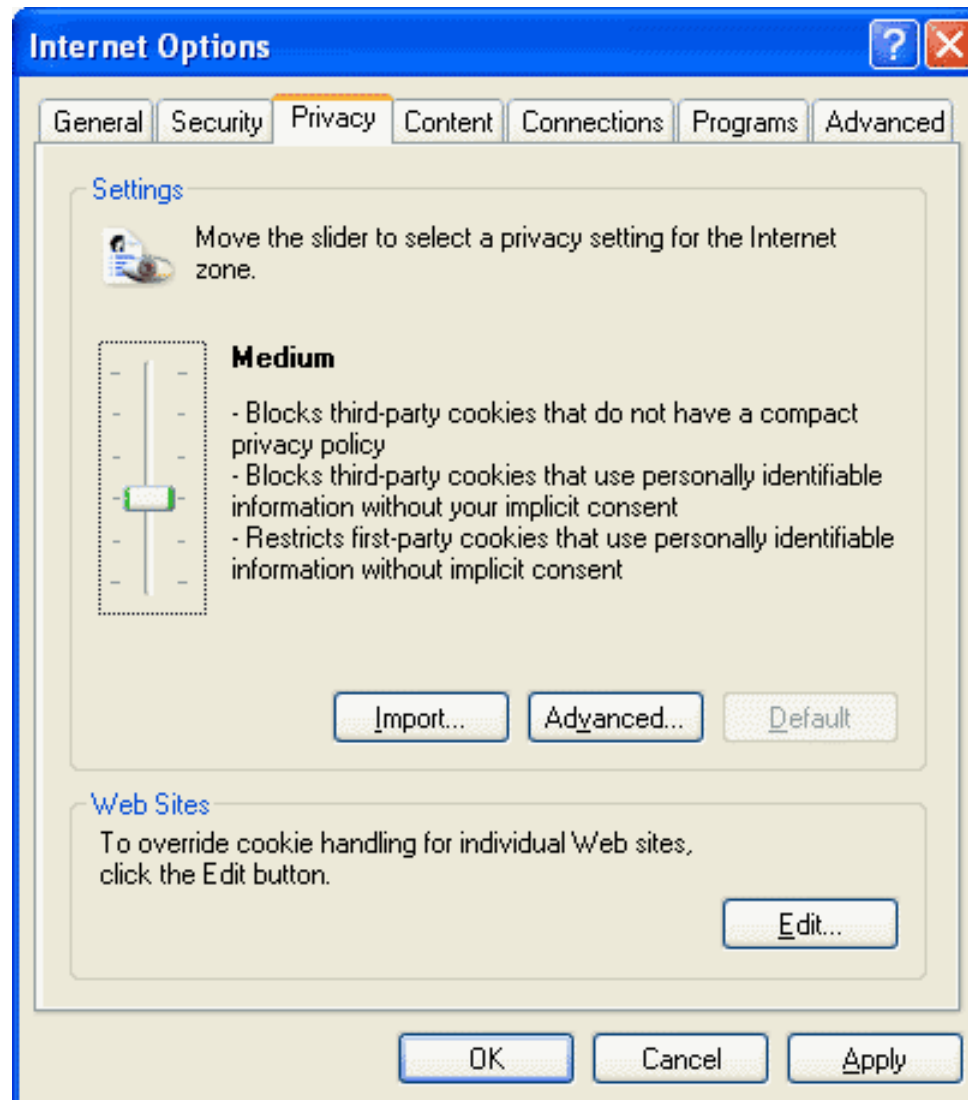 Internet Options
?
General Security Privacy Content Connections Programs Advanced
Settings
Move the slider to select a privacy setting for the Internet
zone.
Medium
- Blocks third-party cookies that do not have a compact
privacy policy
- Blocks third-party cookies that use personally identifiable
information without your implicit consent
- Restricts first-party cookies that use personally identifiable
information without implicit consent
Import... Advanced... Default
Web Sites
To override cookie handling for individual Web sites,
click the Edit button.
Edit...
OK Cancel Apply